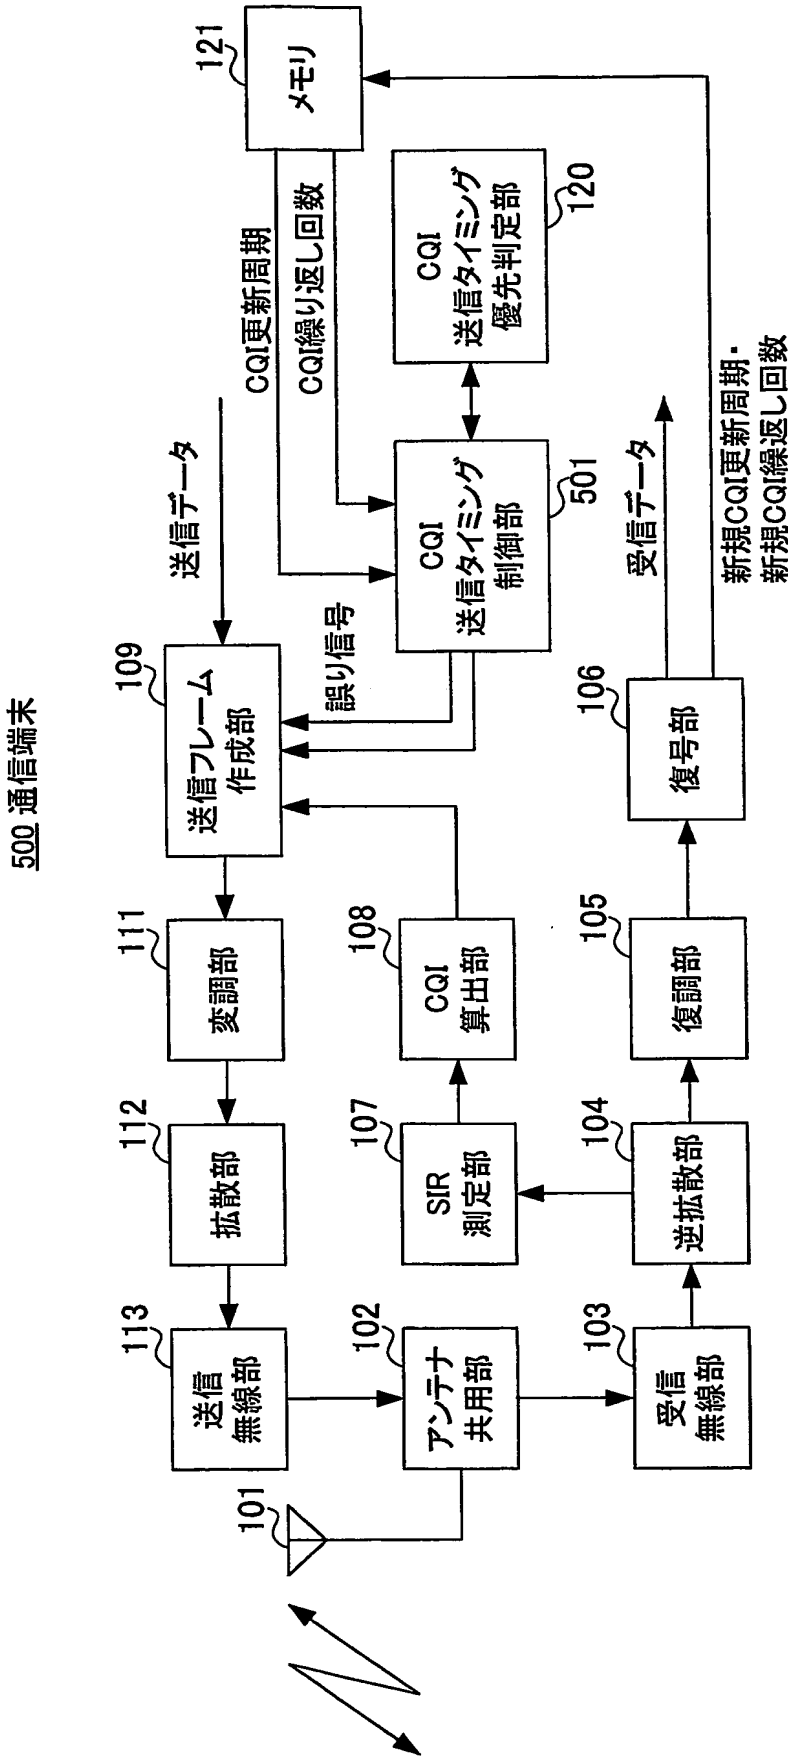 500 通信端末
101
113
送信
無線部
112
拡散部
111
変調部
109
送信フレーム
作成部
送信データ
CQI更新周期
CQI繰り返し回数
121
メモリ
102
アンテナ
共用部
107
SIR
測定部
108
CQI
算出部
誤り信号
CQI
送信タイミング
制御部
501
CQI
送信タイミング
優先判定部
120
103
受信
無線部
104
逆拡散部
105
復調部
106
復号部
受信データ
新規CQI更新周期・
新規CQI繰返し回数